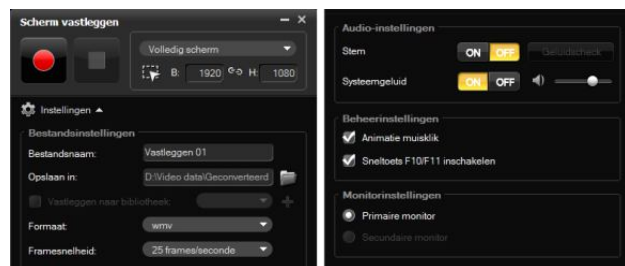 Scherm vastleggen
Volledig scherm
B: 1920 H: 1080
Instellingen
Bestandsinstellingen
Bestandsnaam: Vastleggen 01
Opslaan in: D:\Video data\Geconverteerd
Vastleggen naar bibliotheek:
Formaat: wmv
Framesnelheid: 25 frames/seconde
Audio-instellingen
Stem ON OFF Geluidscheck
Systeemgeluid ON OFF
Beheerinstellingen
Animatie muisklik
Sneltoets F10/F11 inschakelen
Monitorinstellingen
Primaire monitor
Secundaire monitor